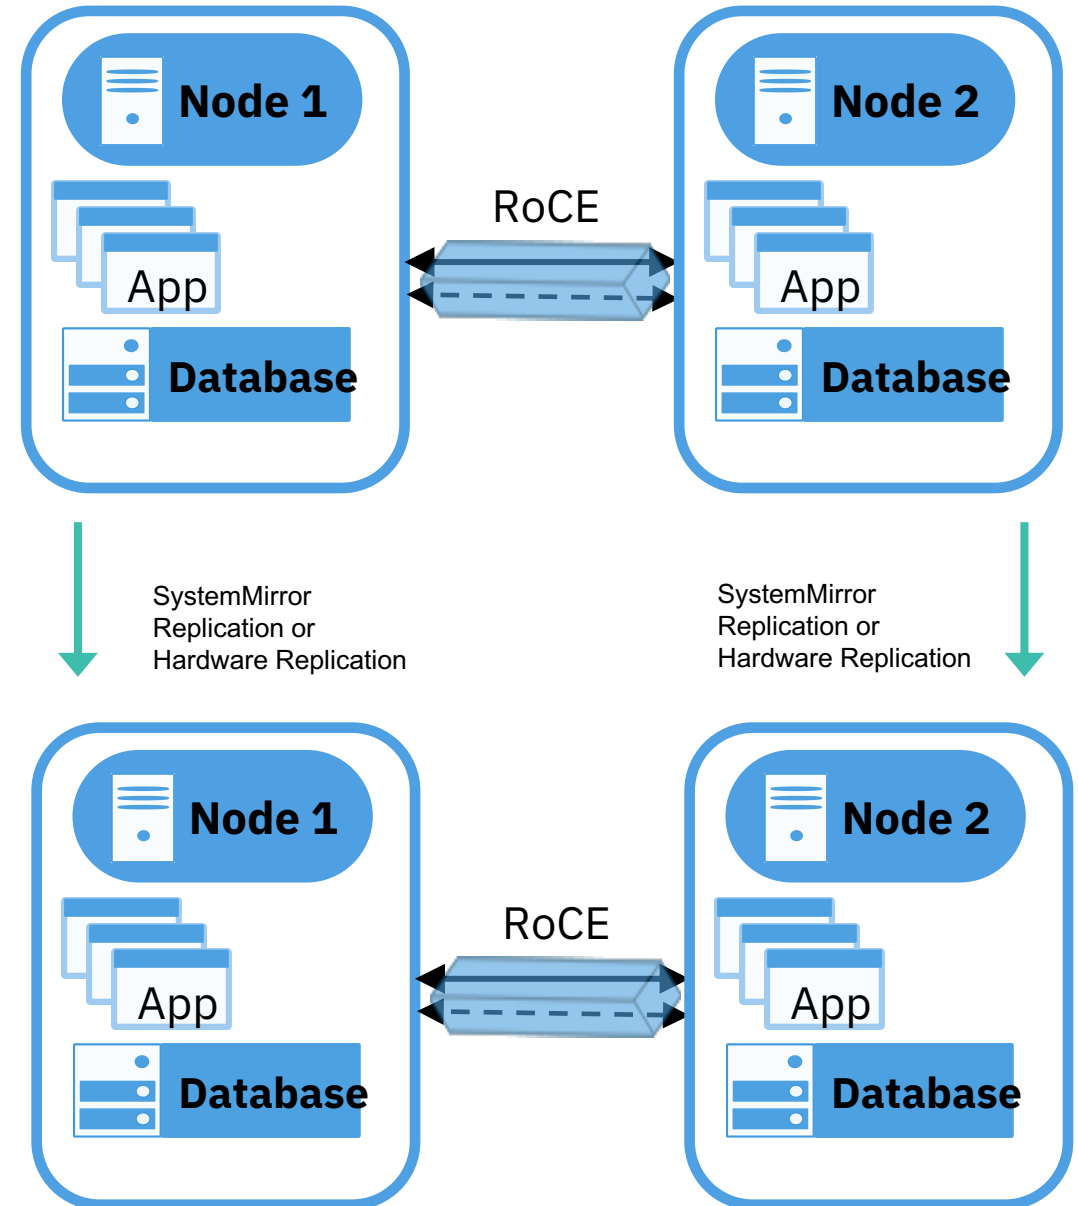 Node 1
Node 2
RoCE
App
App
Database
Database
SystemMirror
Replication or
Hardware Replication
SystemMirror
Replication or
Hardware Replication
Node 1
Node 2
RoCE
App
App
Database
Database